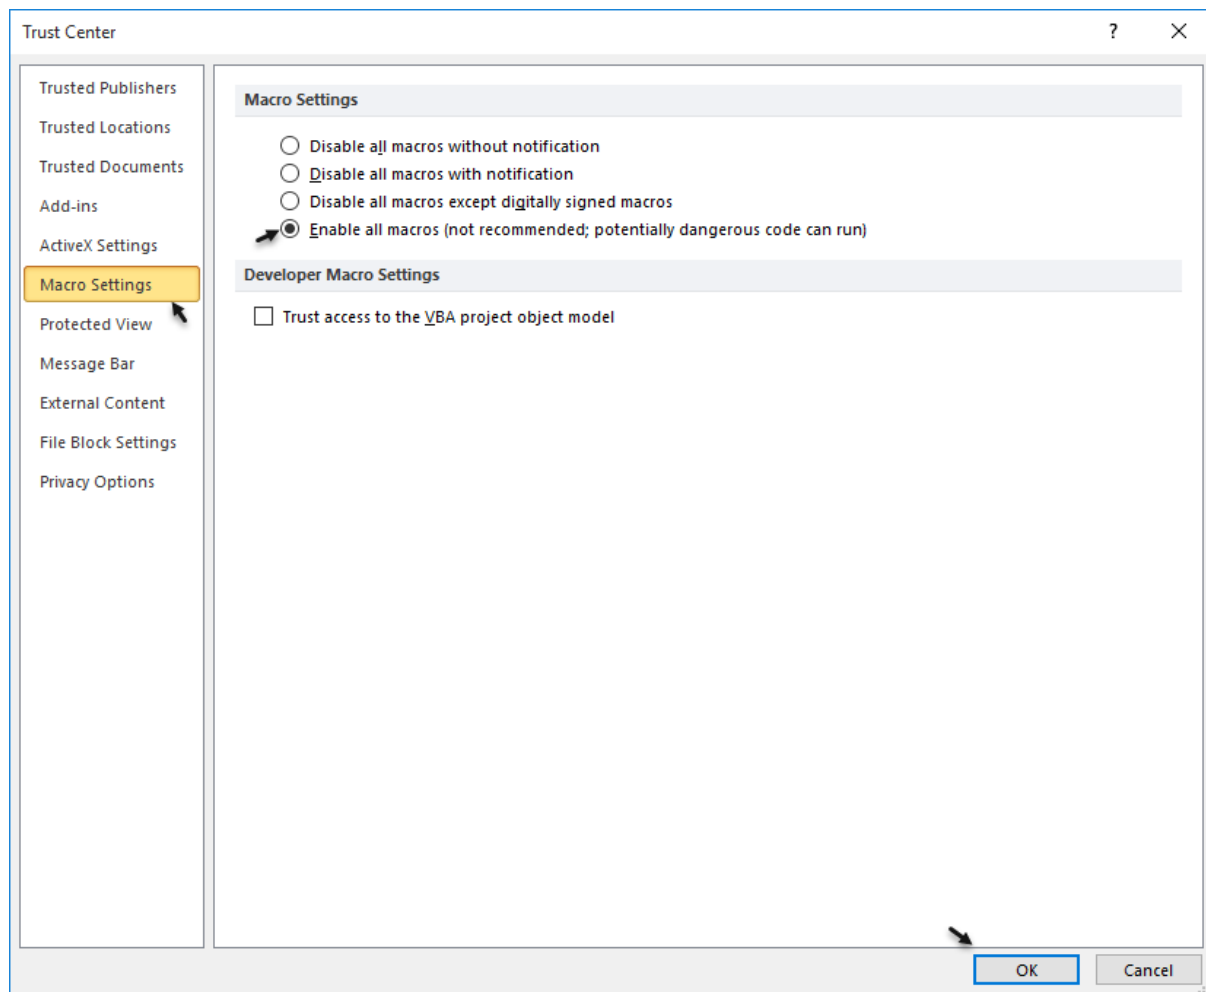 Trust Center
?
Trusted Publishers
Trusted Locations
Trusted Documents
Add-ins
ActiveX Settings
Macro Settings
Protected View
Message Bar
External Content
File Block Settings
Privacy Options
Macro Settings
Disable all macros without notification
Disable all macros with notification
Disable all macros except digitally signed macros
Enable all macros (not recommended; potentially dangerous code can run)
Developer Macro Settings
Trust access to the VBA project object model
OK
Cancel